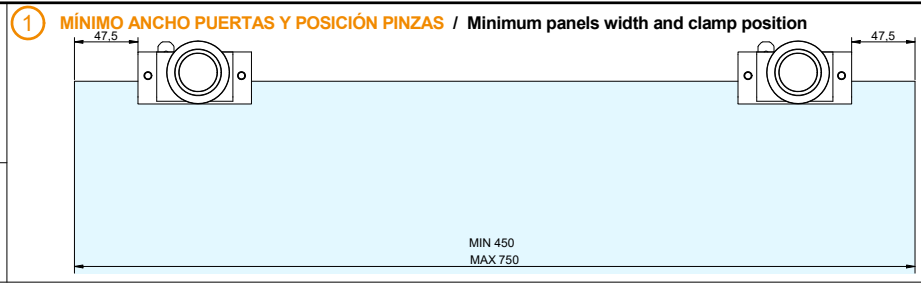 1 MÍNIMO ANCHO PUERTAS Y POSICIÓN PINZAS / Minimum panels width and clamp position
47,5 47,5
MIN 450
MAX 750